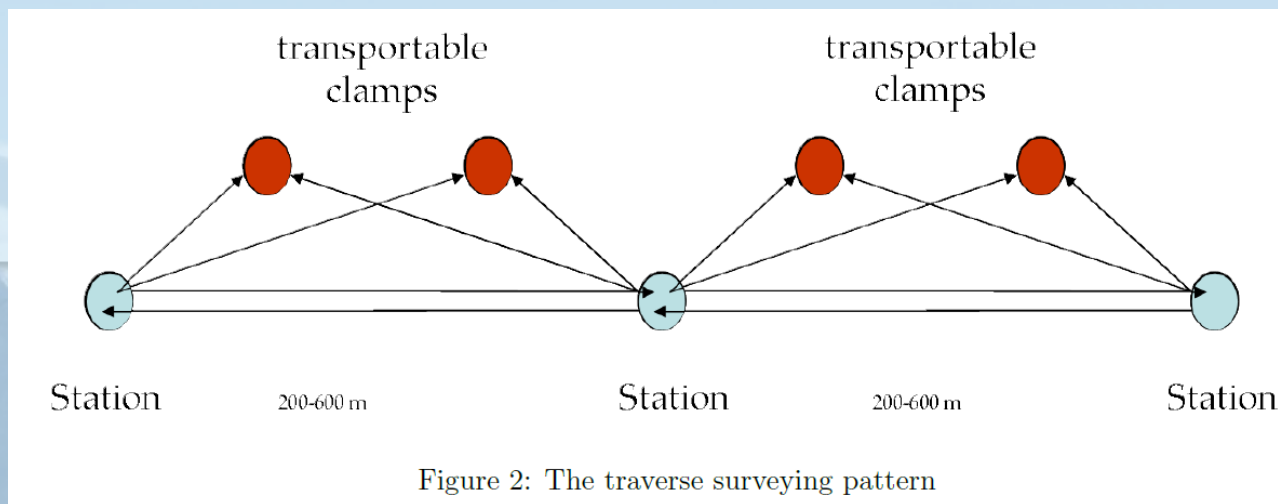 transportable
clamps
transportable
clamps
Station
200-600 m
Station
200-600 m
Station
Figure 2: The traverse surveying pattern